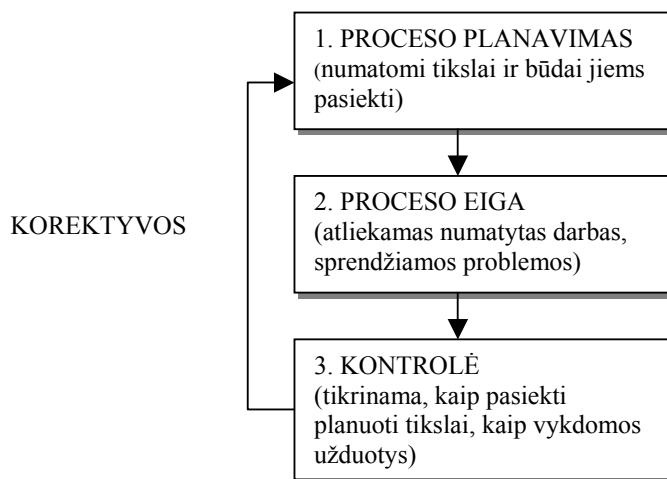 1. PROCESO PLANAVIMAS
(numatomi tikslai ir būdai jiems
pasiekti)
KOREKTYVOS
2. PROCESO EIGA
(atliekamas numatytas darbas,
sprendžiamos problemos)
3. KONTROLĖ
(tikrinama, kaip pasiekti
planuoti tikslai, kaip vykdomos
užduotys)